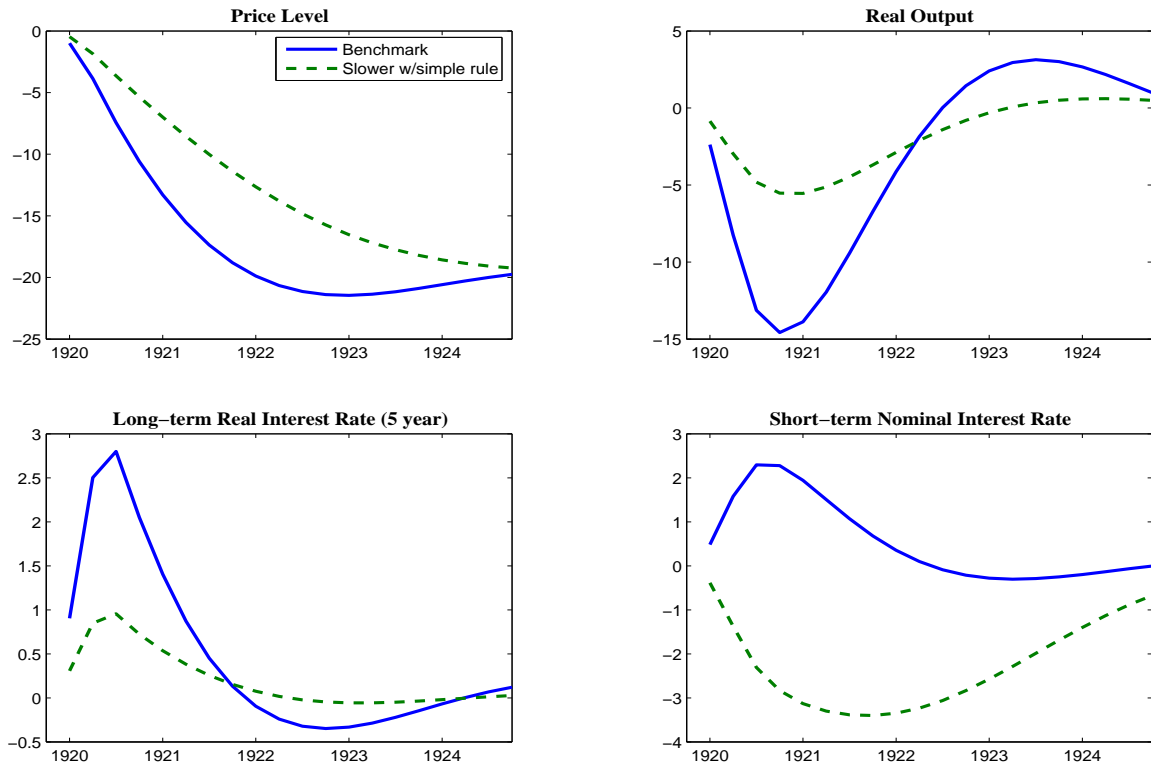 Price Level
0
−5
−10
−15
−20
−25
1920 1921 1922 1923 1924
Benchmark
Slower w/simple rule
Real Output
5
0
−5
−10
−15
1920 1921 1922 1923 1924
Long−term Real Interest Rate (5 year)
3
2.5
2
1.5
1
0.5
0
−0.5
1920 1921 1922 1923 1924
Short−term Nominal Interest Rate
3
2
1
0
−1
−2
−3
−4
1920 1921 1922 1923 1924